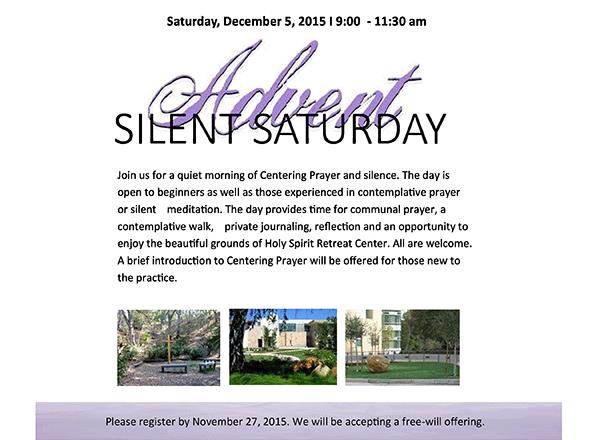 Saturday, December 5, 2015 I 9:00  - 11:30 am
Advent
SILENT SATURDAY
Join us for a quiet morning of Centering Prayer and silence. The day is
open to beginners as well as those experienced in contemplative prayer
or silent    meditation. The day provides time for communal prayer, a
contemplative walk,    private journaling, reflection and an opportunity to
enjoy the beautiful grounds of Holy Spirit Retreat Center. All are welcome.
A brief introduction to Centering Prayer will be offered for those new to
the practice.
Please register by November 27, 2015. We will be accepting a free-will offering.